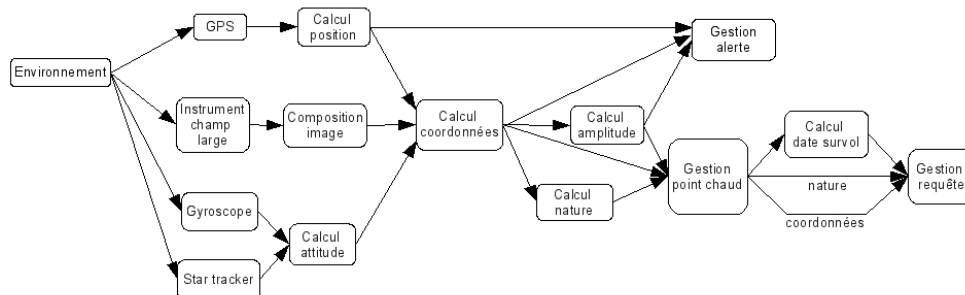 GPS
Calcul
position
Gestion
alerte
Environnement
Instrument
champ
large
Composition
image
Calcul
coordonnées
Calcul
amplitude
Calcul
date survol
Gestion
point chaud
nature
Gestion
requête
Calcul
nature
coordonnées
Gyroscope
Calcul
attitude
Star tracker